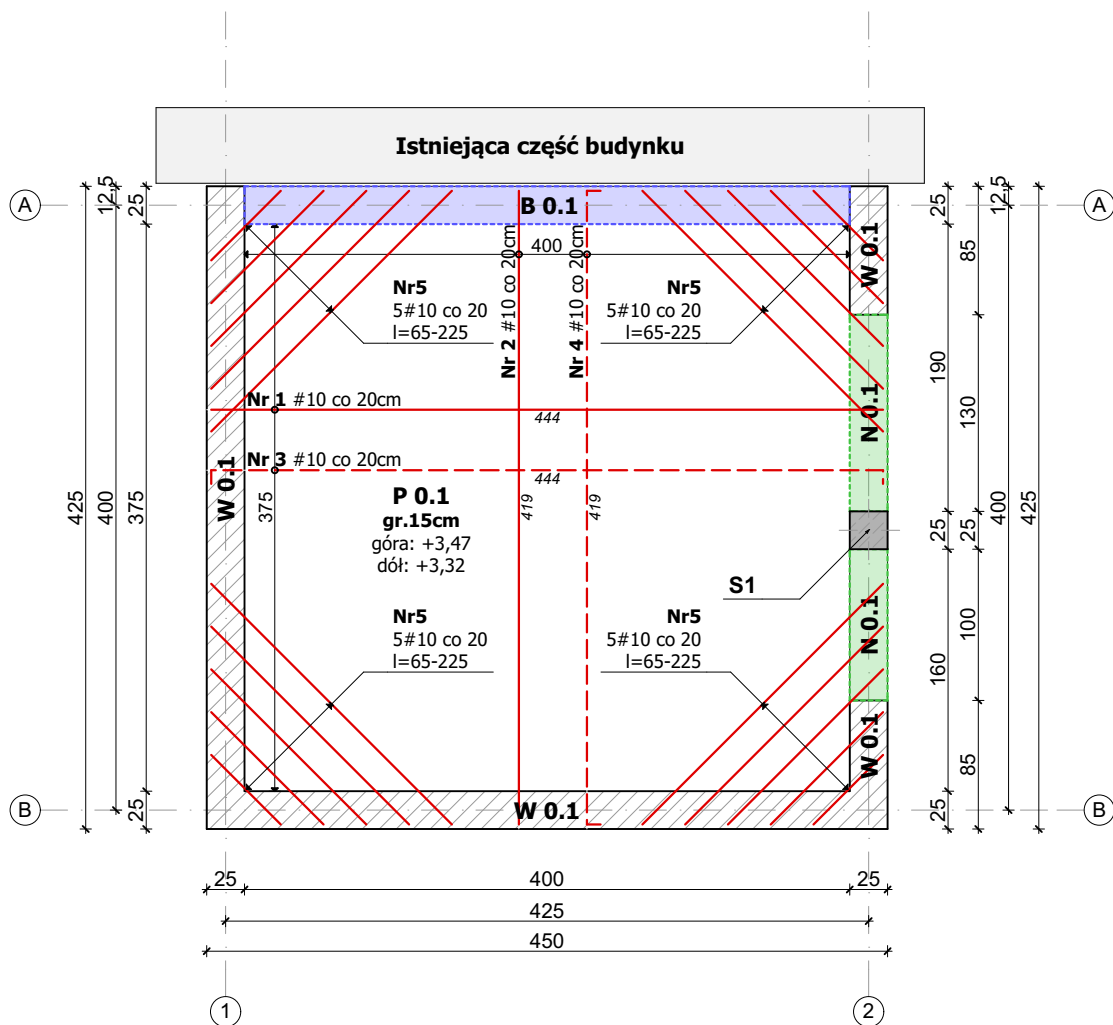 Istniejąca część budynku
A
A
B 0.1
400
12,5
25
25
12,5
W 0.1
85
Nr5
5#10 co 20
l=65-225
Nr 2 #10 co 20cm
Nr 4 #10 co 20cm
Nr5
5#10 co 20
l=65-225
190
130
N 0.1
Nr 1 #10 co 20cm
444
Nr 3 #10 co 20cm
444
W 0.1
425
400
375
375
P 0.1
gr.15cm
góra: +3,47
dół: +3,32
419
419
25
25
400
425
S1
Nr5
5#10 co 20
l=65-225
Nr5
5#10 co 20
l=65-225
N 0.1
160
100
W 0.1
85
B
25
W 0.1
25
B
25
400
25
425
450
1
2